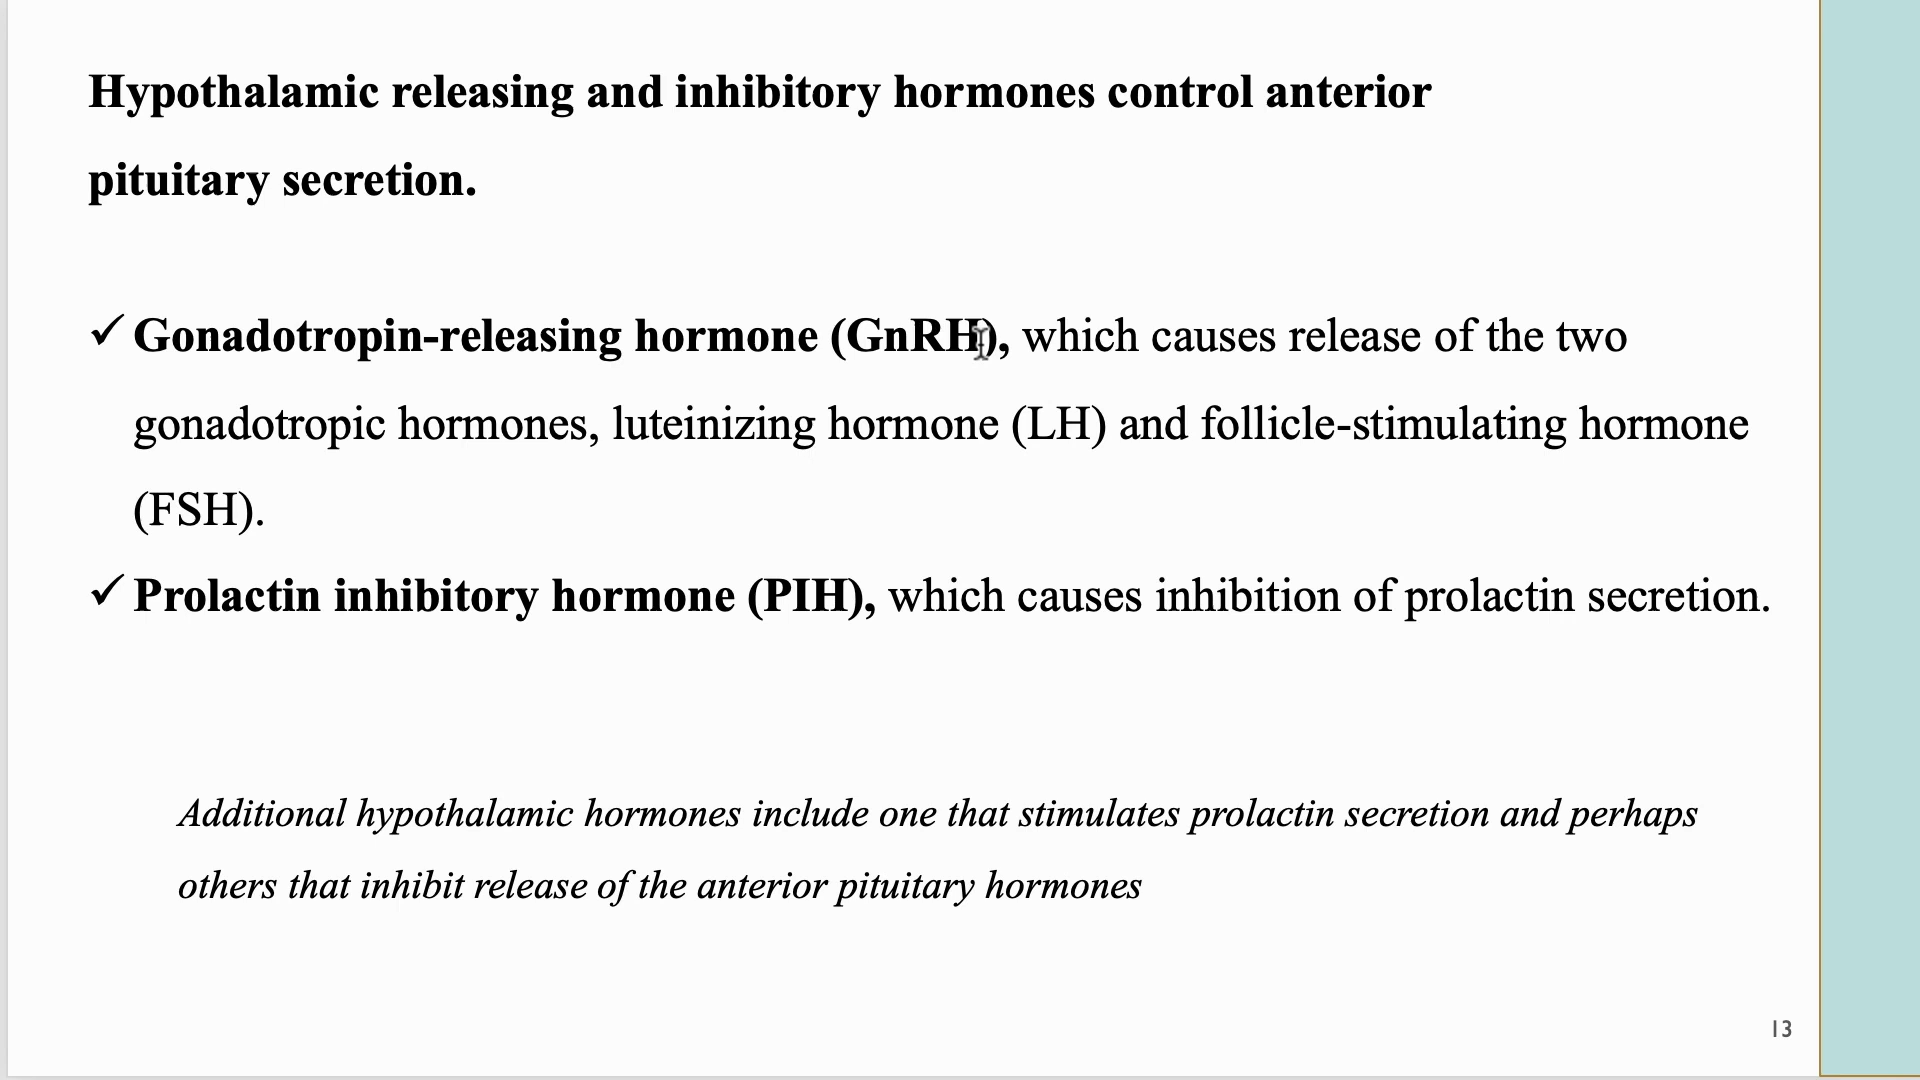 Hypothalamic releasing and inhibitory hormones control anterior
pituitary secretion.
✓ Gonadotropin-releasing hormone (GnRH), which causes release of the two
gonadotropic hormones, luteinizing hormone (LH) and follicle-stimulating hormone
(FSH).
✓ Prolactin inhibitory hormone (PIH), which causes inhibition of prolactin secretion.
Additional hypothalamic hormones include one that stimulates prolactin secretion and perhaps
others that inhibit release of the anterior pituitary hormones
13